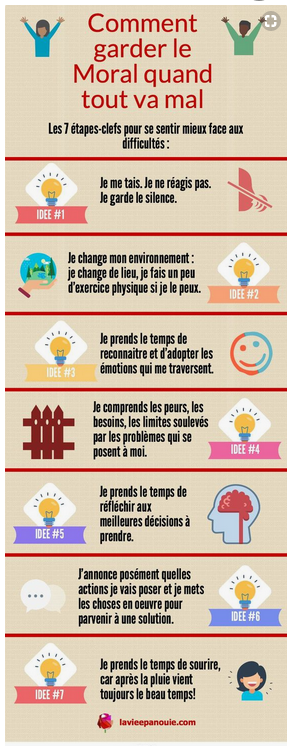 Comment
garder le
Moral quand
tout va mal
Les 7 étapes-clefs pour se sentir mieux face aux
difficultés :
Je me tais. Je ne réagis pas.
Je garde le silence.
IDEE #1
Je change mon environnement :
je change de lieu, je fais un peu
d'exercice physique si je le peux.
IDEE #2
Je prends le temps de
reconnaitre et d'adopter les
émotions qui me traversent.
IDEE #3
Je comprends les peurs, les
besoins, les limites soulevés
par les problèmes qui se
posent à moi.
IDEE #4
Je prends le temps de
réfléchir aux
meilleures décisions à
prendre.
IDEE #5
J'annonce posément quelles
actions je vais poser et je mets
les choses en oeuvre pour
parvenir à une solution.
IDEE #6
Je prends le temps de sourire,
car après la pluie vient
toujours le beau temps!
IDEE #7
lavieepanouie.com